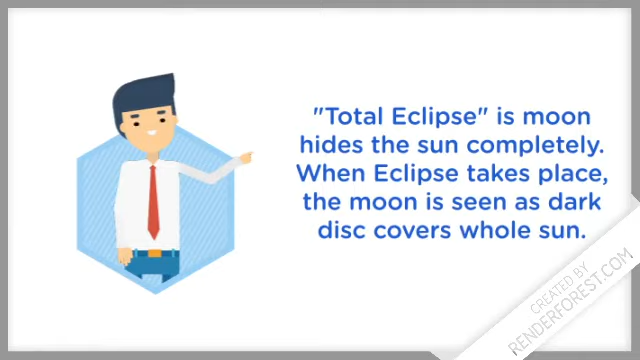 "Total Eclipse" is moon
hides the sun completely.
When Eclipse takes place,
the moon is seen as dark
disc covers whole sun.
CREATED BY
RENDERFOREST.COM